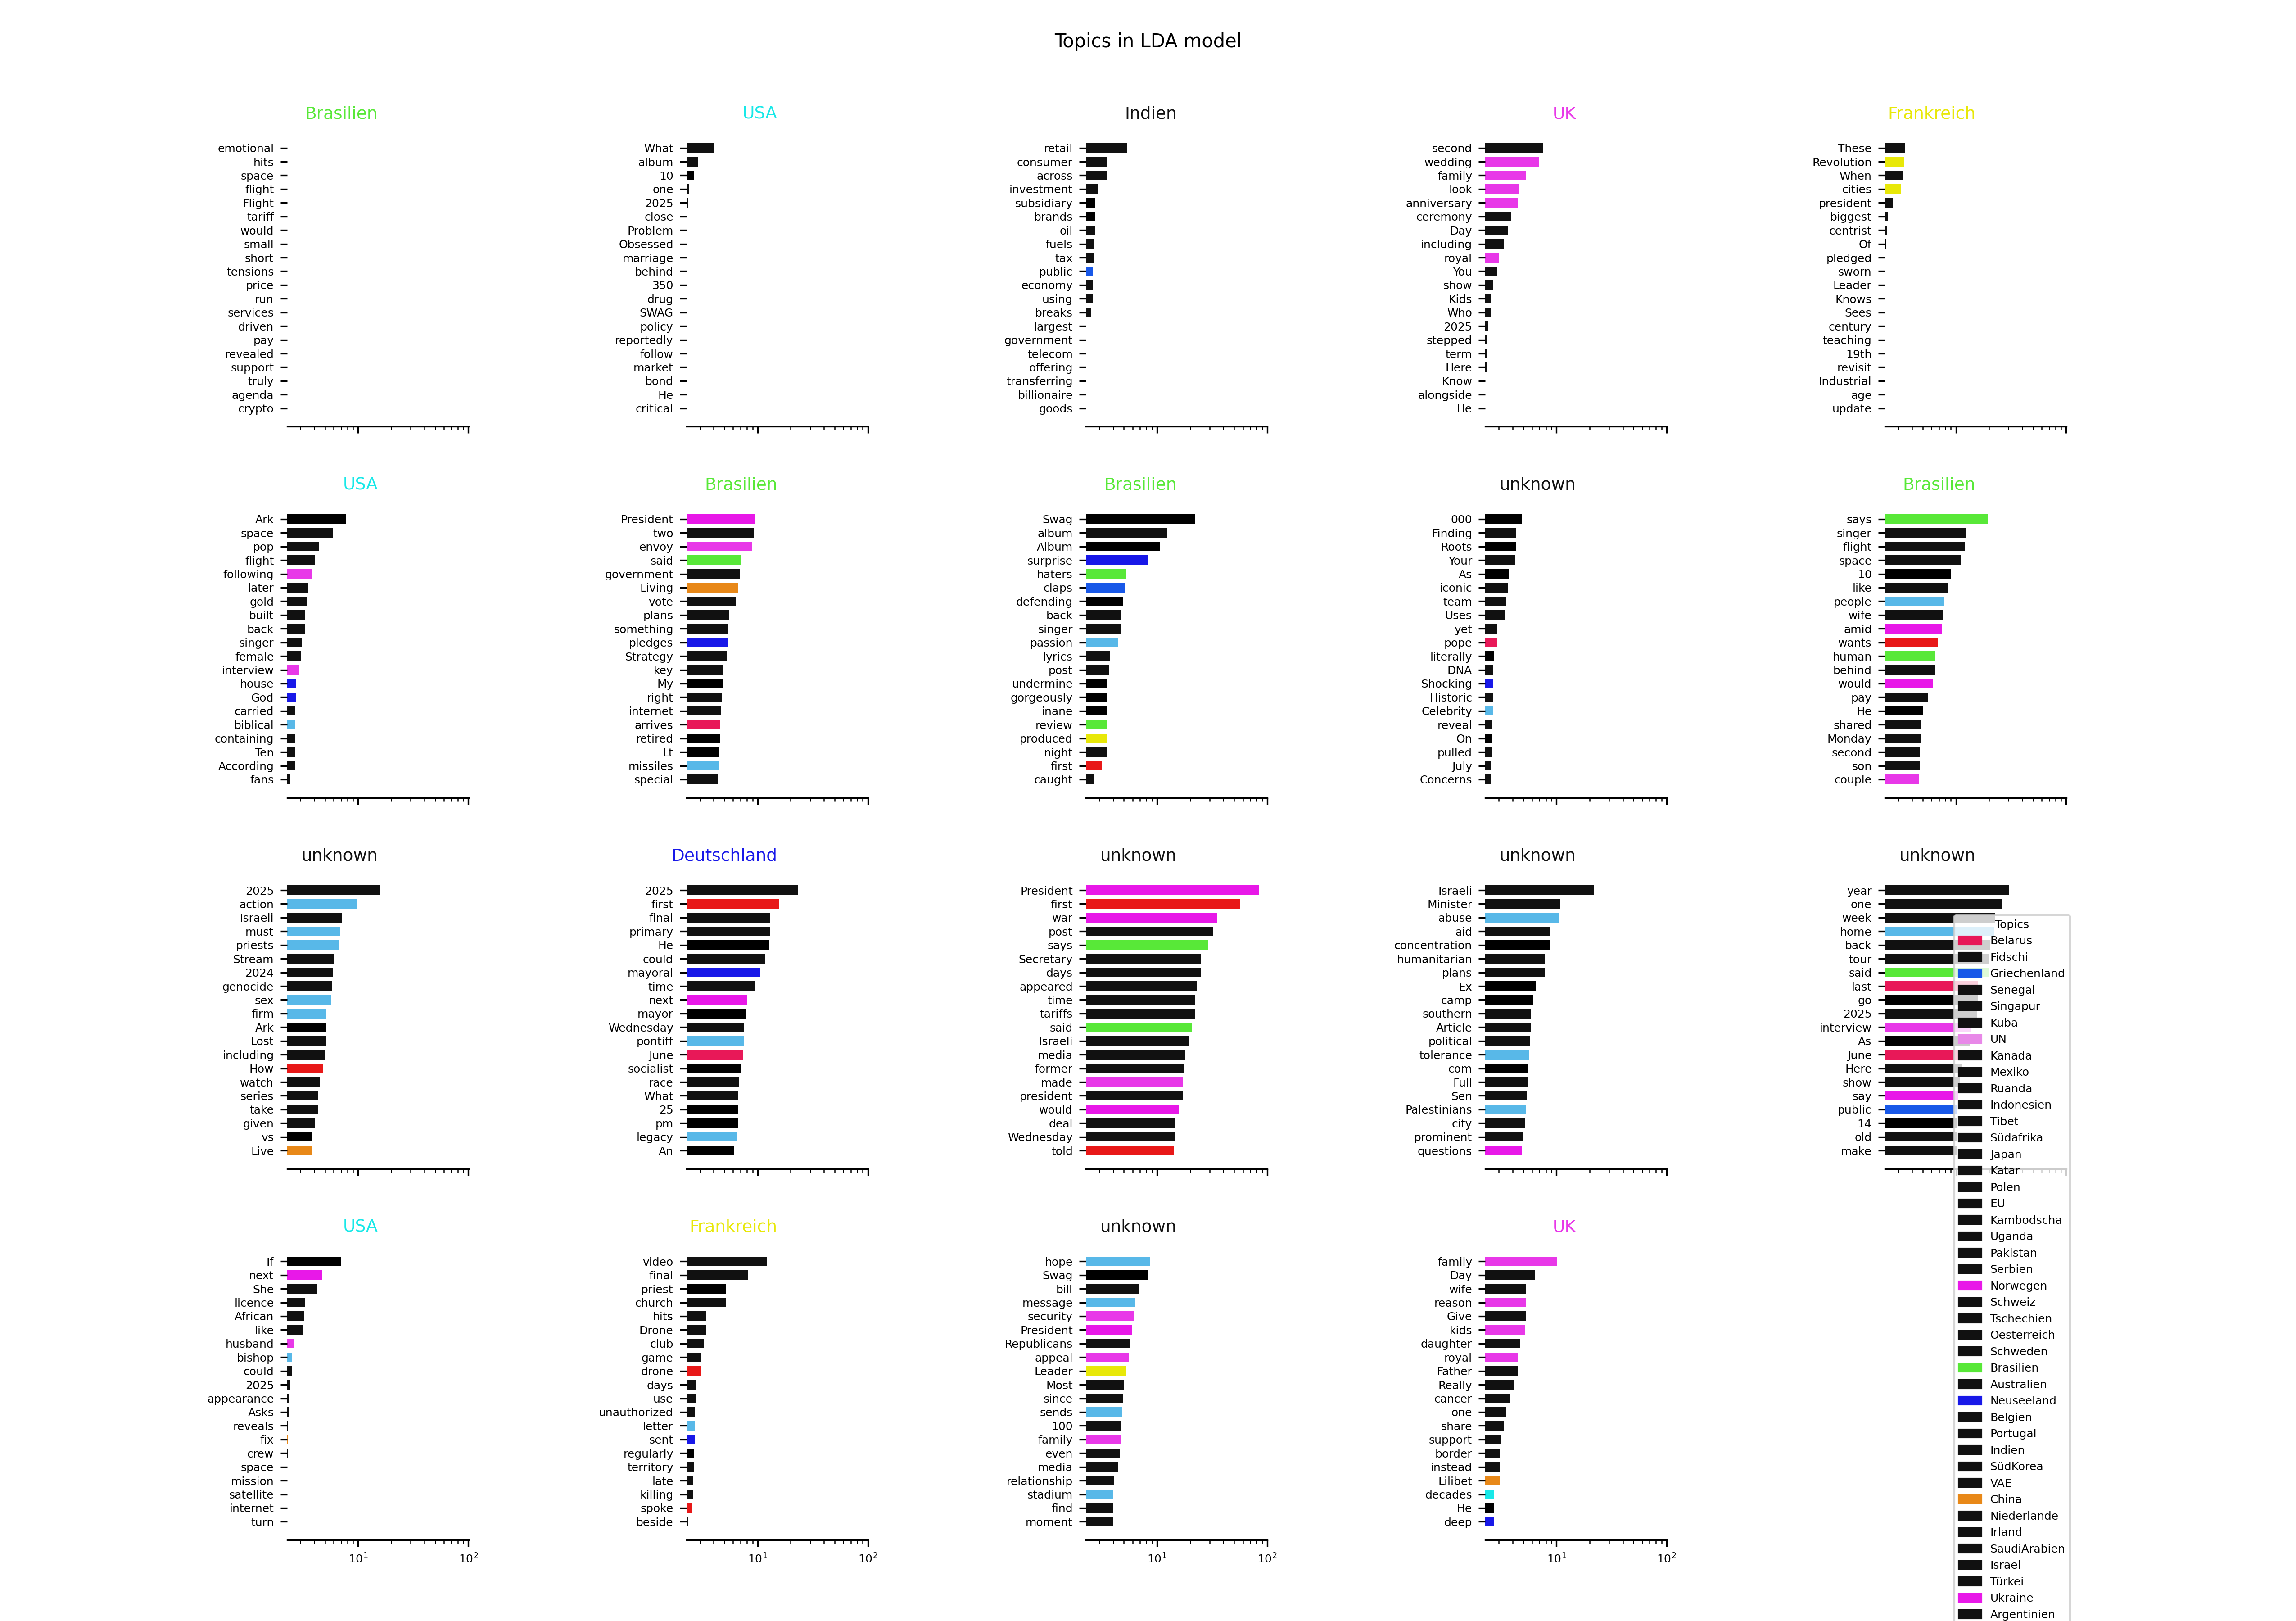 Topics in LDA model
Brasilien
emotional
hits
space
flight
Flight
tariff
would
small
short
tensions
price
run
services
driven
pay
revealed
support
truly
agenda
crypto
USA
What
album
10
one
2025
close
Problem
Obsessed
marriage
behind
350
drug
SWAG
policy
reportedly
follow
market
bond
He
critical
Indien
retail
consumer
across
investment
subsidiary
brands
oil
fuels
tax
public
economy
using
breaks
largest
government
telecom
offering
transferring
billionaire
goods
UK
second
wedding
family
look
anniversary
ceremony
Day
including
royal
You
show
Kids
Who
2025
stepped
term
Here
Know
alongside
He
Frankreich
These
Revolution
When
cities
president
biggest
centrist
Of
pledged
sworn
Leader
Knows
Sees
century
teaching
19th
revisit
Industrial
age
update
USA
Ark
space
pop
flight
following
later
gold
built
back
singer
female
interview
house
God
carried
biblical
containing
Ten
According
fans
Brasilien
President
two
envoy
said
government
Living
vote
plans
something
pledges
Strategy
key
My
right
internet
arrives
retired
Lt
missiles
special
Brasilien
Swag
album
Album
surprise
haters
claps
defending
back
singer
passion
lyrics
post
undermine
gorgeously
inane
review
produced
night
first
caught
unknown
000
Finding
Roots
Your
As
iconic
team
Uses
yet
pope
literally
DNA
Shocking
Historic
Celebrity
reveal
On
pulled
July
Concerns
Brasilien
says
singer
flight
space
10
like
people
wife
amid
wants
human
behind
would
pay
He
shared
Monday
second
son
couple
unknown
2025
action
Israeli
must
priests
Stream
2024
genocide
sex
firm
Ark
Lost
including
How
watch
series
take
given
vs
Live
Deutschland
2025
first
final
primary
He
could
mayoral
time
next
mayor
Wednesday
pontiff
June
socialist
race
What
25
pm
legacy
An
unknown
President
first
war
post
says
Secretary
days
appeared
time
tariffs
said
Israeli
media
former
made
president
would
deal
Wednesday
told
unknown
Israeli
Minister
abuse
aid
concentration
humanitarian
plans
Ex
camp
southern
Article
political
tolerance
com
Full
Sen
Palestinians
city
prominent
questions
unknown
year
one
week
home
back
tour
said
last
go
2025
interview
As
June
Here
show
say
public
14
old
make
USA
If
next
She
licence
African
like
husband
bishop
could
2025
appearance
Asks
reveals
fix
crew
space
mission
satellite
internet
turn
10^1 10^2
Frankreich
video
final
priest
church
hits
Drone
club
game
drone
days
use
unauthorized
letter
sent
regularly
territory
late
killing
spoke
beside
10^1 10^2
unknown
hope
Swag
bill
message
security
President
Republicans
appeal
Leader
Most
since
sends
100
family
even
media
relationship
stadium
find
moment
10^1 10^2
UK
family
Day
wife
reason
Give
kids
daughter
royal
Father
Really
cancer
one
share
support
border
instead
Lilibet
decades
He
deep
10^1 10^2
Topics
Belarus
Fidschi
Griechenland
Senegal
Singapur
Kuba
UN
Kanada
Mexiko
Ruanda
Indonesien
Tibet
Südafrika
Japan
Katar
Polen
EU
Kambodscha
Uganda
Pakistan
Serbien
Norwegen
Schweiz
Tschechien
Oesterreich
Schweden
Brasilien
Australien
Neuseeland
Belgien
Portugal
Indien
SüdKorea
VAE
China
Niederlande
Irland
SaudiArabien
Israel
Türkei
Ukraine
Argentinien